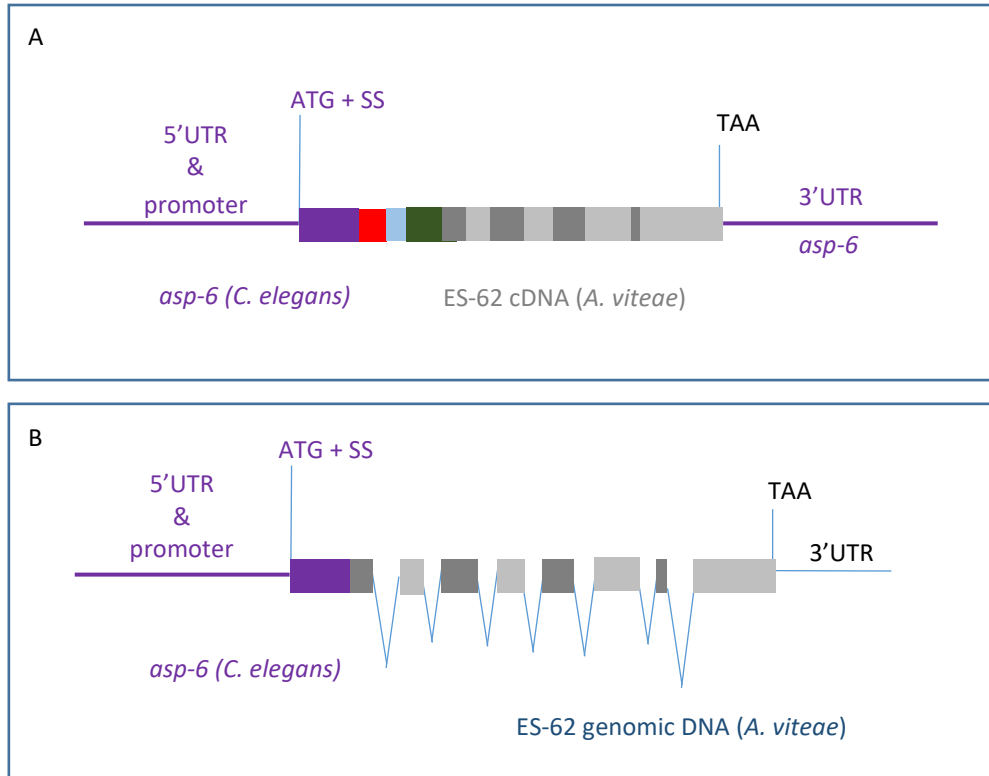 A
ATG + SS
5’UTR
&
promoter
TAA
3’UTR
asp-6
asp-6 (C. elegans)
ES-62 cDNA (A. viteae)
B
ATG + SS
5’UTR
&
promoter
TAA
3’UTR
asp-6 (C. elegans)
ES-62 genomic DNA (A. viteae)